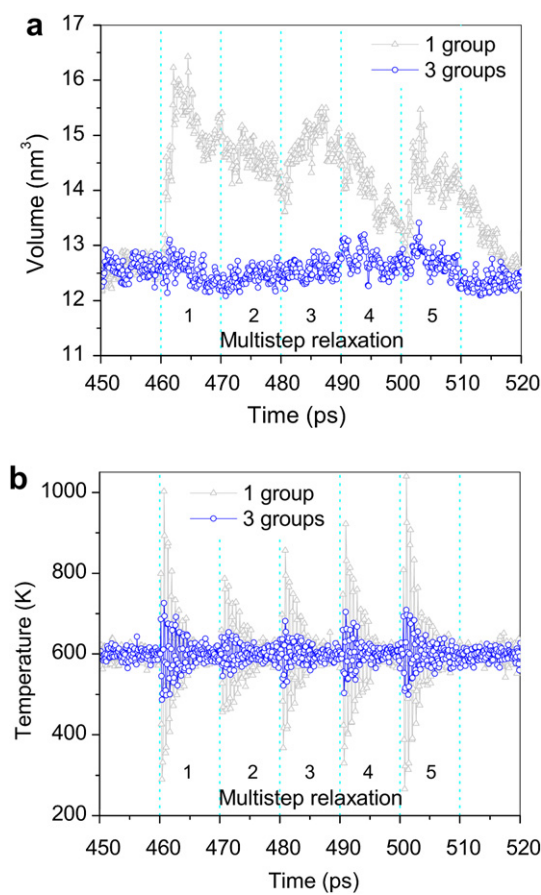 a
17
16
15
14
13
12
11
Volume (nm³)
1 group
3 groups
1 2 3 4 5
Multistep relaxation
450 460 470 480 490 500 510 520
Time (ps)
b
1000
800
600
400
200
Temperature (K)
1 group
3 groups
1 2 3 4 5
Multistep relaxation
450 460 470 480 490 500 510 520
Time (ps)